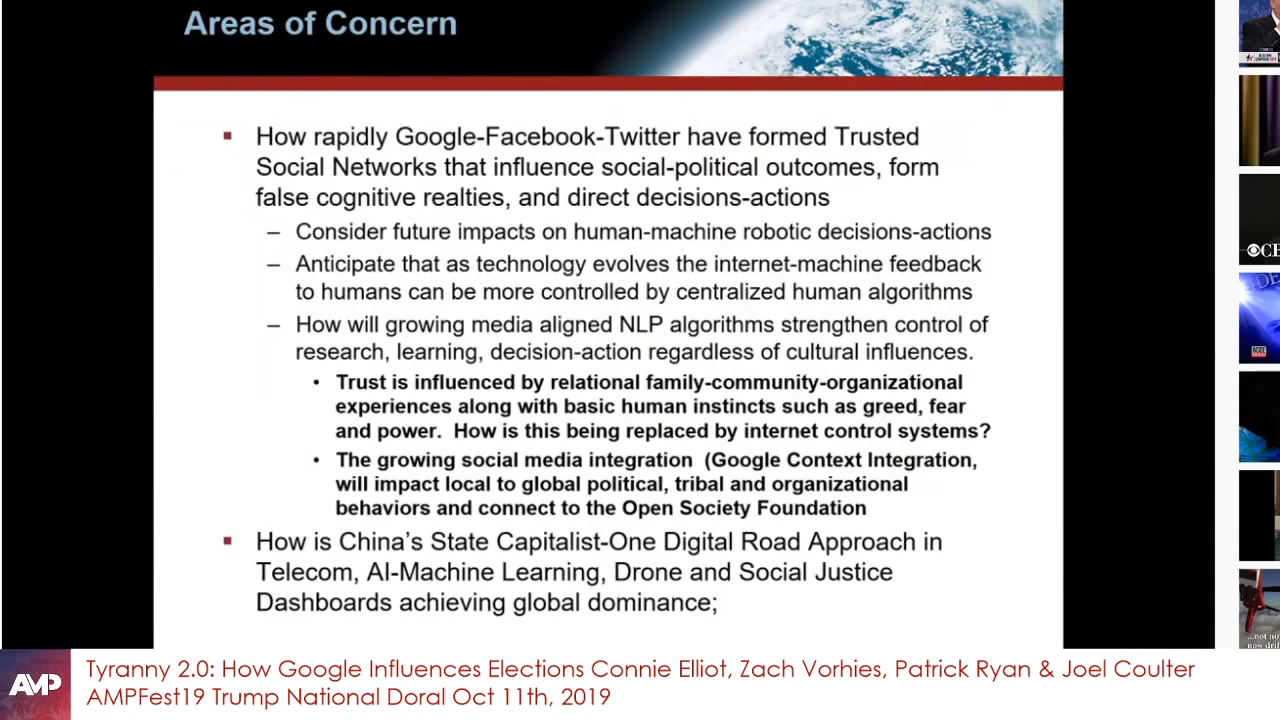 Areas of Concern
How rapidly Google-Facebook-Twitter have formed Trusted
Social Networks that influence social-political outcomes, form
false cognitive realties, and direct decisions-actions
– Consider future impacts on human-machine robotic decisions-actions
– Anticipate that as technology evolves the internet-machine feedback
to humans can be more controlled by centralized human algorithms
– How will growing media aligned NLP algorithms strengthen control of
research, learning, decision-action regardless of cultural influences.
• Trust is influenced by relational family-community-organizational
experiences along with basic human instincts such as greed, fear
and power. How is this being replaced by internet control systems?
• The growing social media integration (Google Context Integration,
will impact local to global political, tribal and organizational
behaviors and connect to the Open Society Foundation
How is China's State Capitalist-One Digital Road Approach in
Telecom, AI-Machine Learning, Drone and Social Justice
Dashboards achieving global dominance;
...not no
now drif
AMP
Tyranny 2.0: How Google Influences Elections Connie Elliot, Zach Vorhies, Patrick Ryan & Joel Coulter
AMPFest19 Trump National Doral Oct 11th, 2019